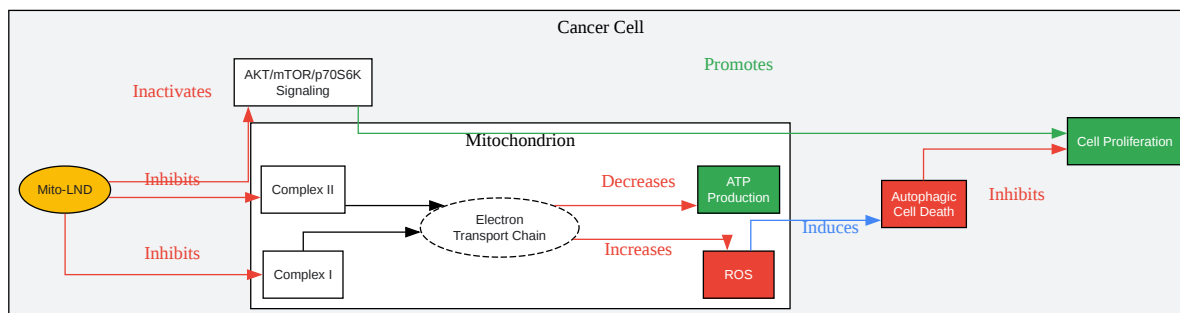 Cancer Cell
AKT/mTOR/p70S6K
Signaling
Promotes
Inactivates
Mitochondrion
Cell Proliferation
Mito-LND
Inhibits
Complex II
Decreases
ATP
Production
Autophagic
Cell Death
Inhibits
Electron
Transport Chain
Induces
Inhibits
Complex I
Increases
ROS